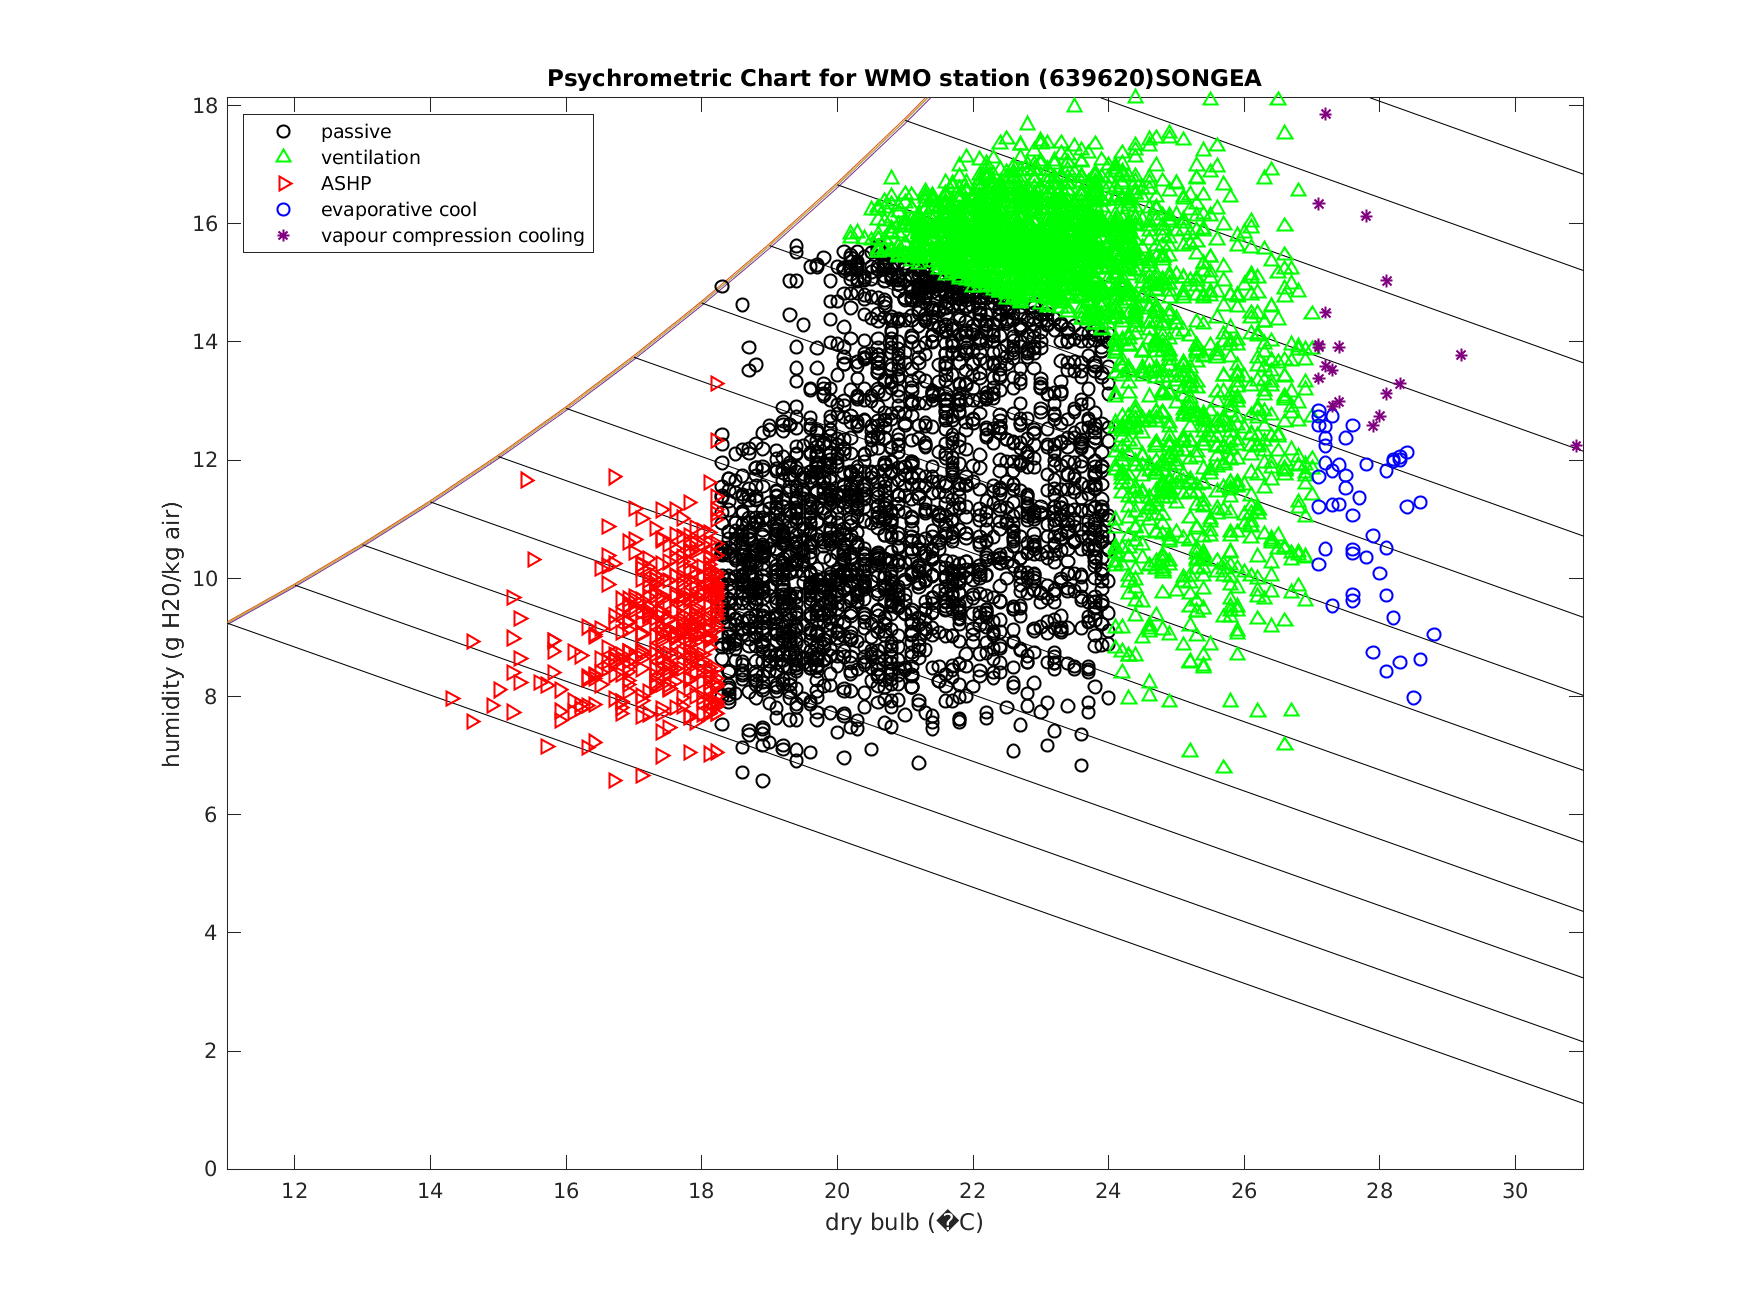 Psychrometric Chart for WMO station (639620)SONGEA
passive
ventilation
ASHP
evaporative cool
vapour compression cooling
humidity (g H20/kg air)
18
16
14
12
10
8
6
4
2
0
12 14 16 18 20 22 24 26 28 30
dry bulb (�C)